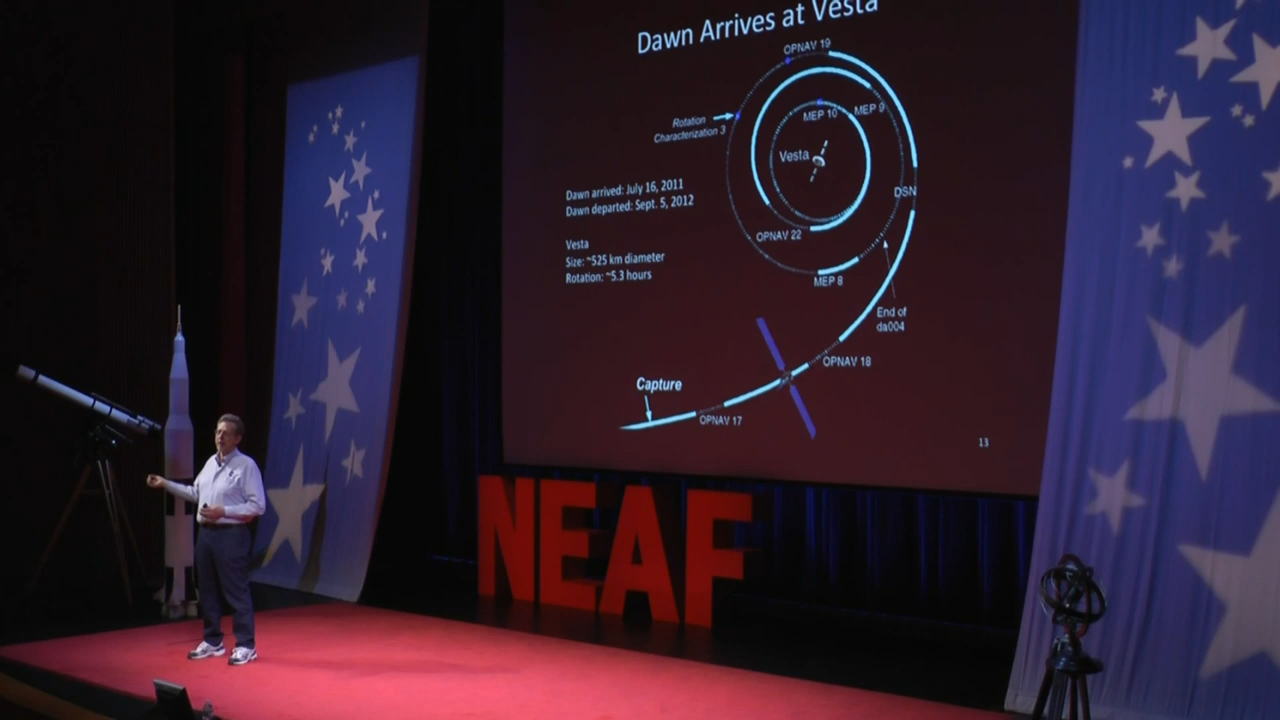 Dawn Arrives at Vesta
OPNAV 19
MEP 9
MEP 10
Rotation
Characterization 3
Vesta
Dawn arrived: July 16, 2011
Dawn departed: Sept. 5, 2012
DSN
OPNAV 22
Vesta
Size: ~525 km diameter
Rotation: ~5.3 hours
MEP 8
End of
da004
OPNAV 18
Capture
OPNAV 17
13
NEAF